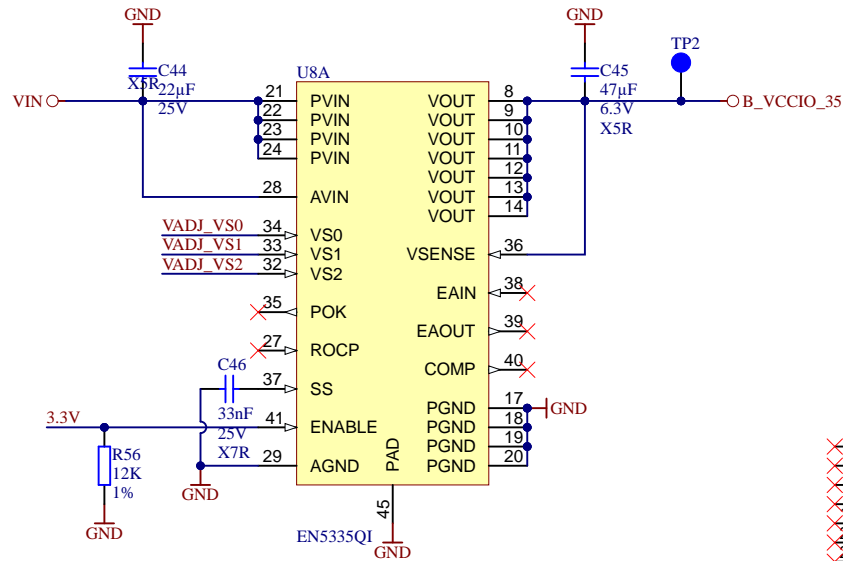 GND
GND
TP2
C44
22µF
25V
X5R
U8A
C45
47µF
6.3V
X5R
VIN
B_VCCIO_35
21 PVIN
22 PVIN
23 PVIN
24 PVIN
28 AVIN
34 VS0
33 VS1
32 VS2
35 POK
27 ROCP
37 SS
41 ENABLE
29 AGND
VOUT 8
VOUT 9
VOUT 10
VOUT 11
VOUT 12
VOUT 13
VOUT 14
VSENSE 36
EAIN 38
EAOUT 39
COMP 40
PGND 17
PGND 18
PGND 19
PGND 20
PAD
45
VADJ_VS0
VADJ_VS1
VADJ_VS2
C46
33nF
25V
X7R
3.3V
R56
12K
1%
GND
GND
GND
EN5335QI
GND